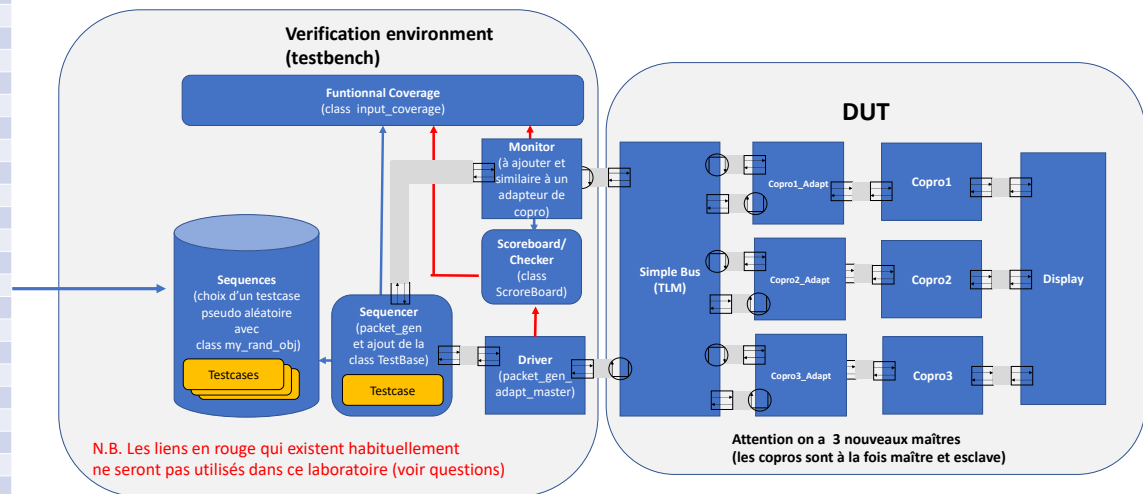 Verification environment
(testbench)
Funtionnal Coverage
(class input_coverage)
Monitor
(à ajouter et
similaire à un
adapteur de
copro)
Scoreboard/
Checker
(class
ScroreBoard)
Sequences
(choix d'un testcase
pseudo aléatoire
avec
class my_rand_obj)
Testcases
Sequencer
(packet_gen
et ajout de la
class TestBase)
Testcase
Driver
(packet_gen_
adapt_master)
N.B. Les liens en rouge qui existent habituellement
ne seront pas utilisés dans ce laboratoire (voir questions)
DUT
Simple Bus
(TLM)
Copro1_Adapt
Copro1
Copro2_Adapt
Copro2
Copro3_Adapt
Copro3
Display
Attention on a 3 nouveaux maîtres
(les copros sont à la fois maître et esclave)